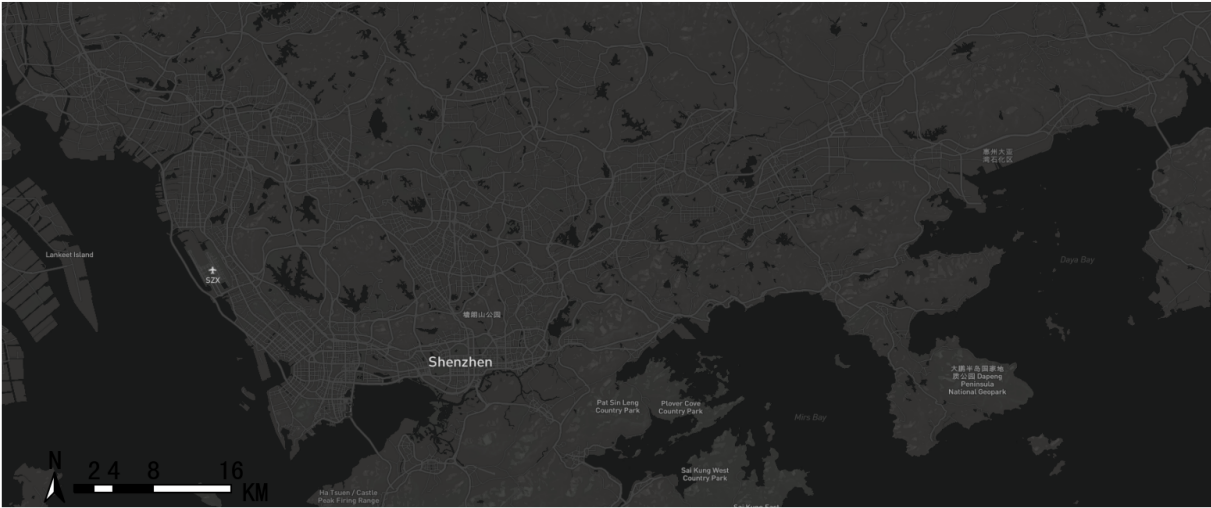 惠州大亚
湾石化区
Lankeet Island
Daya Bay
SZX
塘朗山公园
Shenzhen
大鹏半岛国家地
质公园 Dapeng
Peninsula
National Geopark
Pat Sin Leng
Country Park
Plover Cove
Country Park
Mirs Bay
N
2 4 8 16
KM
Sai Kung West
Country Park
Ha Tsuen / Castle
Peak Firing Range
Sai Kung East